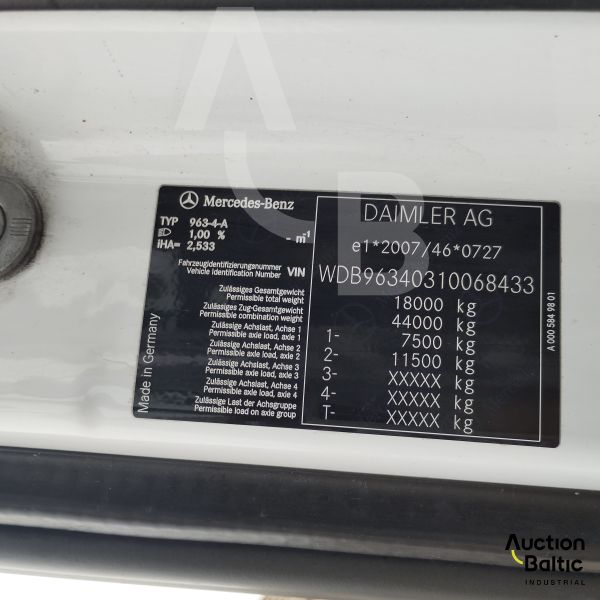 Mercedes-Benz
TYP 963-4-A
1,00 % - m⁻¹
iHA= 2,533
Fahrzeugidentifizierungsnummer
Vehicle Identification Number VIN
Zulässiges Gesamtgewicht
Permissible total weight
Zulässiges Zug-Gesamtgewicht
Permissible combination weight
Zulässige Achslast, Achse 1
Permissible axle load, axle 1
Zulässige Achslast, Achse 2
Permissible axle load, axle 2
Zulässige Achslast, Achse 3
Permissible axle load, axle 3
Zulässige Achslast, Achse 4
Permissible axle load, axle 4
Zulässige Last der Achsgruppe
Permissible load on axle group
Made in Germany
DAIMLER AG
e1*2007/46*0727
WDB96340310068433
18000 kg
44000 kg
1- 7500 kg
2- 11500 kg
3- XXXXX kg
4- XXXXX kg
T- XXXXX kg
A 000 584 98 01
Auction
Baltic
INDUSTRIAL